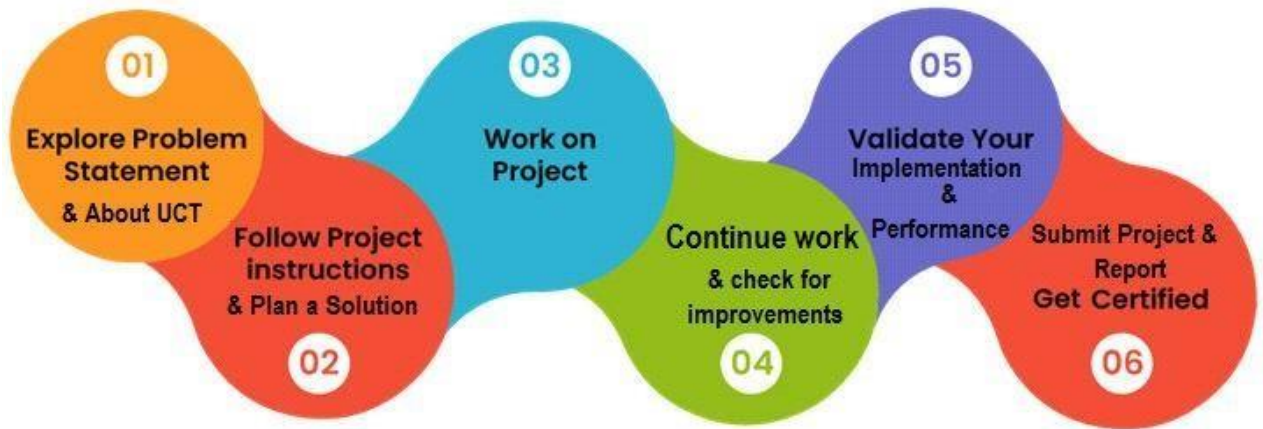 01
Explore Problem
Statement
& About UCT
Follow Project
instructions
& Plan a Solution
02
03
Work on
Project
Continue work
& check for
improvements
04
05
Validate Your
Implementation
&
Performance
Submit Project &
Report
Get Certified
06